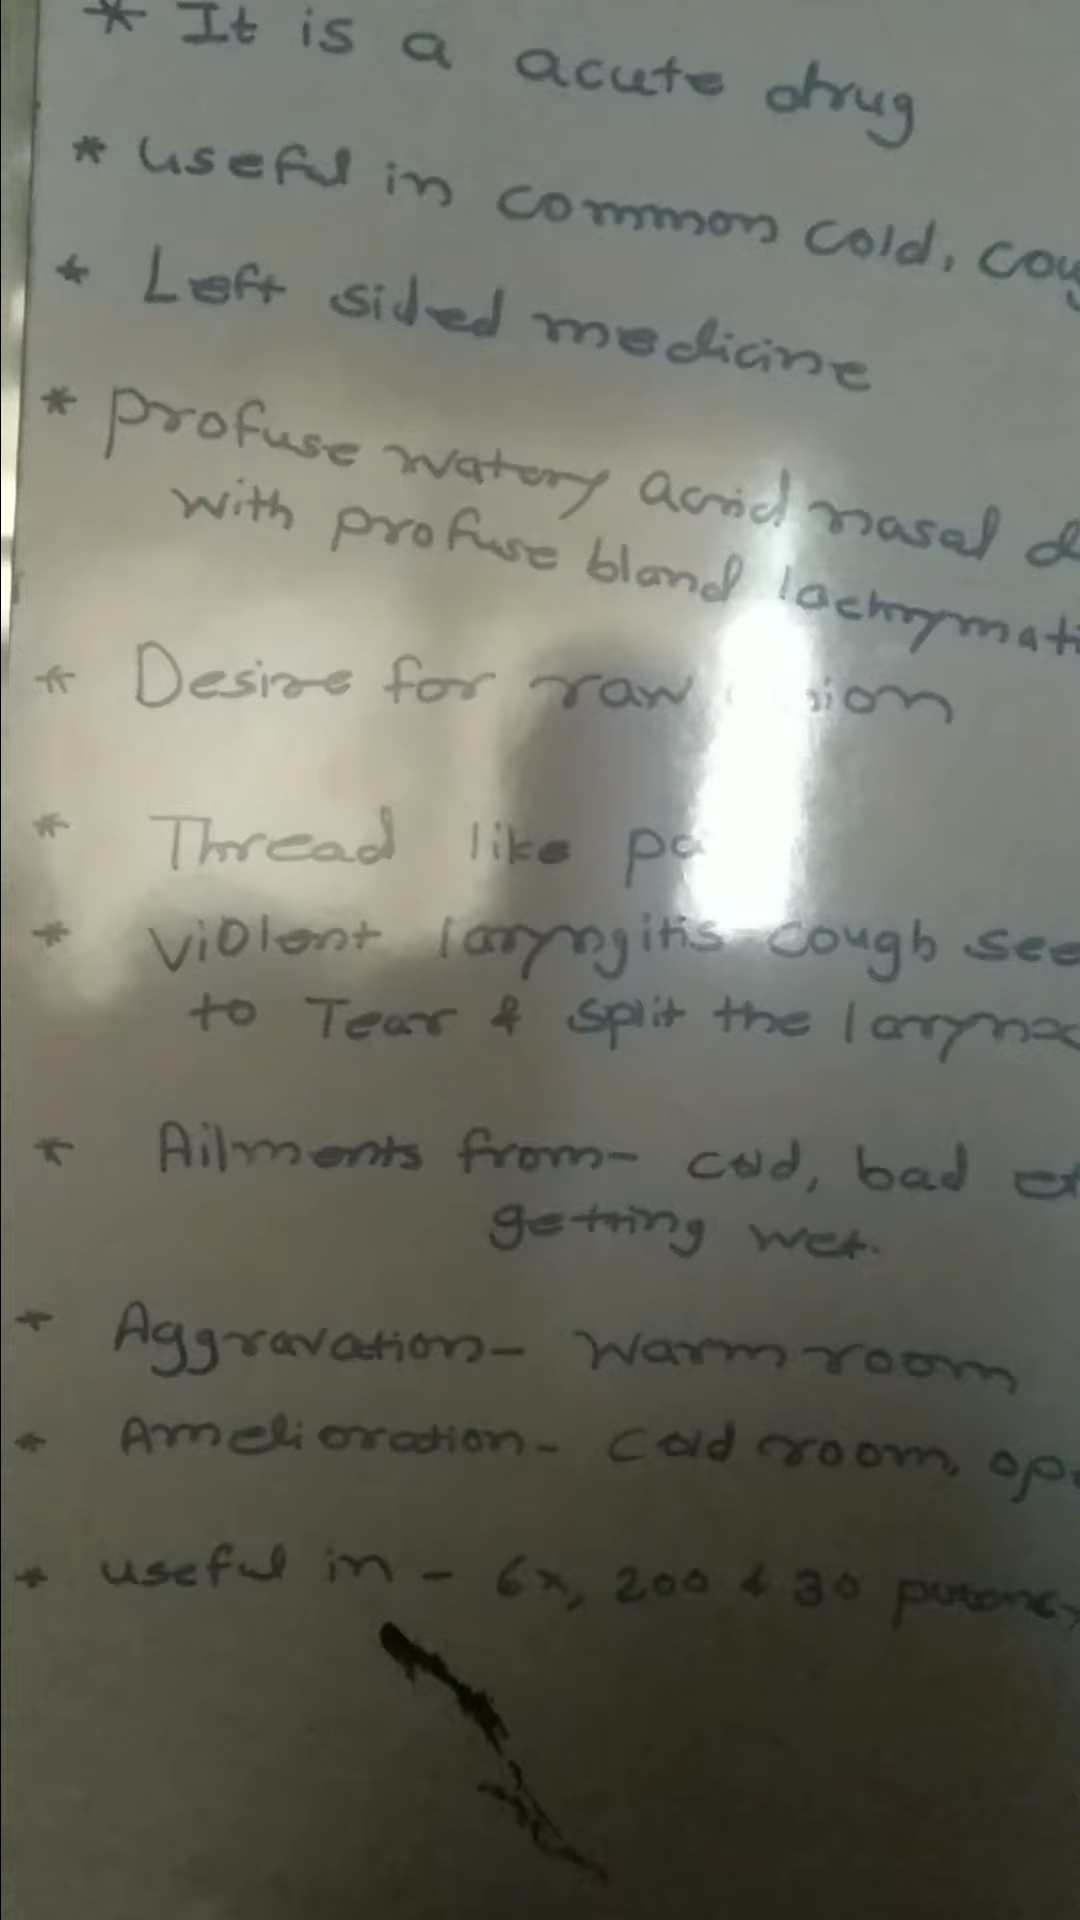 * It is a acute drug
* useful in common cold,
* Left sided medicine
* Profuse watery acrid nasal
with profuse bland
* Desire for raw
* Thread like
* Violent laryngitis cough
to Tear & split the larynx
* Ailments from- cold, bad
getting wet.
* Aggravation- Warm room
* Amelioration- Cold room,
* useful in - 6x, 200 & 30 potency